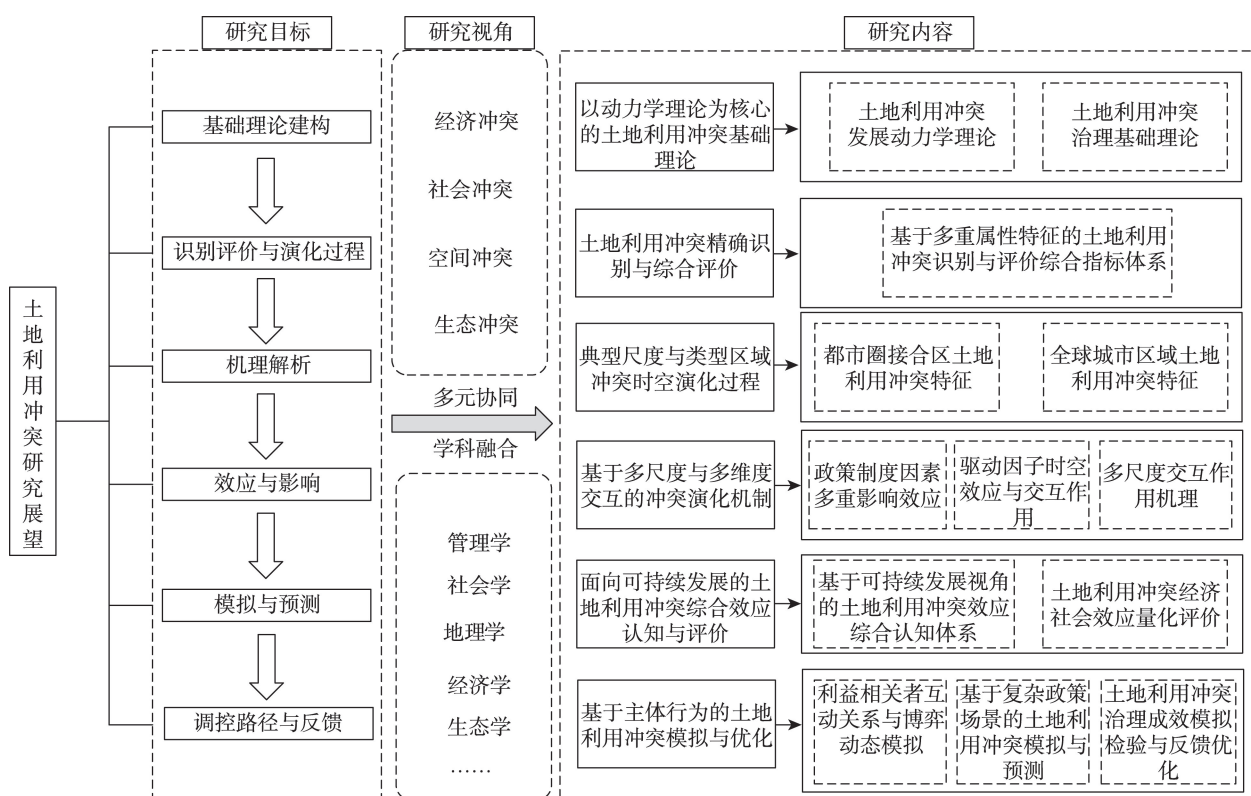 研究目标
研究视角
研究内容
土地利用冲突研究展望
基础理论建构
识别评价与演化过程
机理解析
效应与影响
模拟与预测
调控路径与反馈
经济冲突
社会冲突
空间冲突
生态冲突
多元协同
学科融合
管理学
社会学
地理学
经济学
生态学
……
以动力学理论为核心
的土地利用冲突基础
理论
土地利用冲突
发展动力学理论
土地利用冲突
治理基础理论
土地利用冲突精确识
别与综合评价
基于多重属性特征的土地利用
冲突识别与评价综合指标体系
典型尺度与类型区域
冲突时空演化过程
都市圈接合区土地
利用冲突特征
全球城市区域土地
利用冲突特征
基于多尺度与多维度
交互的冲突演化机制
政策制度因素
多重影响效应
驱动因子时空
效应与交互作
用
多尺度交互作
用机理
面向可持续发展的土
地利用冲突综合效应
认知与评价
基于可持续发展视角
的土地利用冲突效应
综合认知体系
土地利用冲突经济
社会效应量化评价
基于主体行为的土地
利用冲突模拟与优化
利益相关者互
动关系与博弈
动态模拟
基于复杂政策
场景的土地利
用冲突模拟与
预测
土地利用冲突
治理成效模拟
检验与反馈优
化